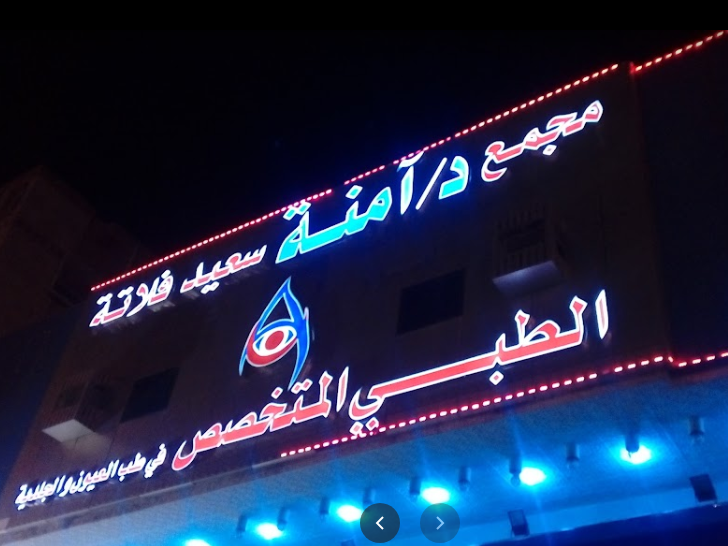 مجمع د/آمنة سعيد فلاتة
الطبي المتخصص في طب العيون والجلدية